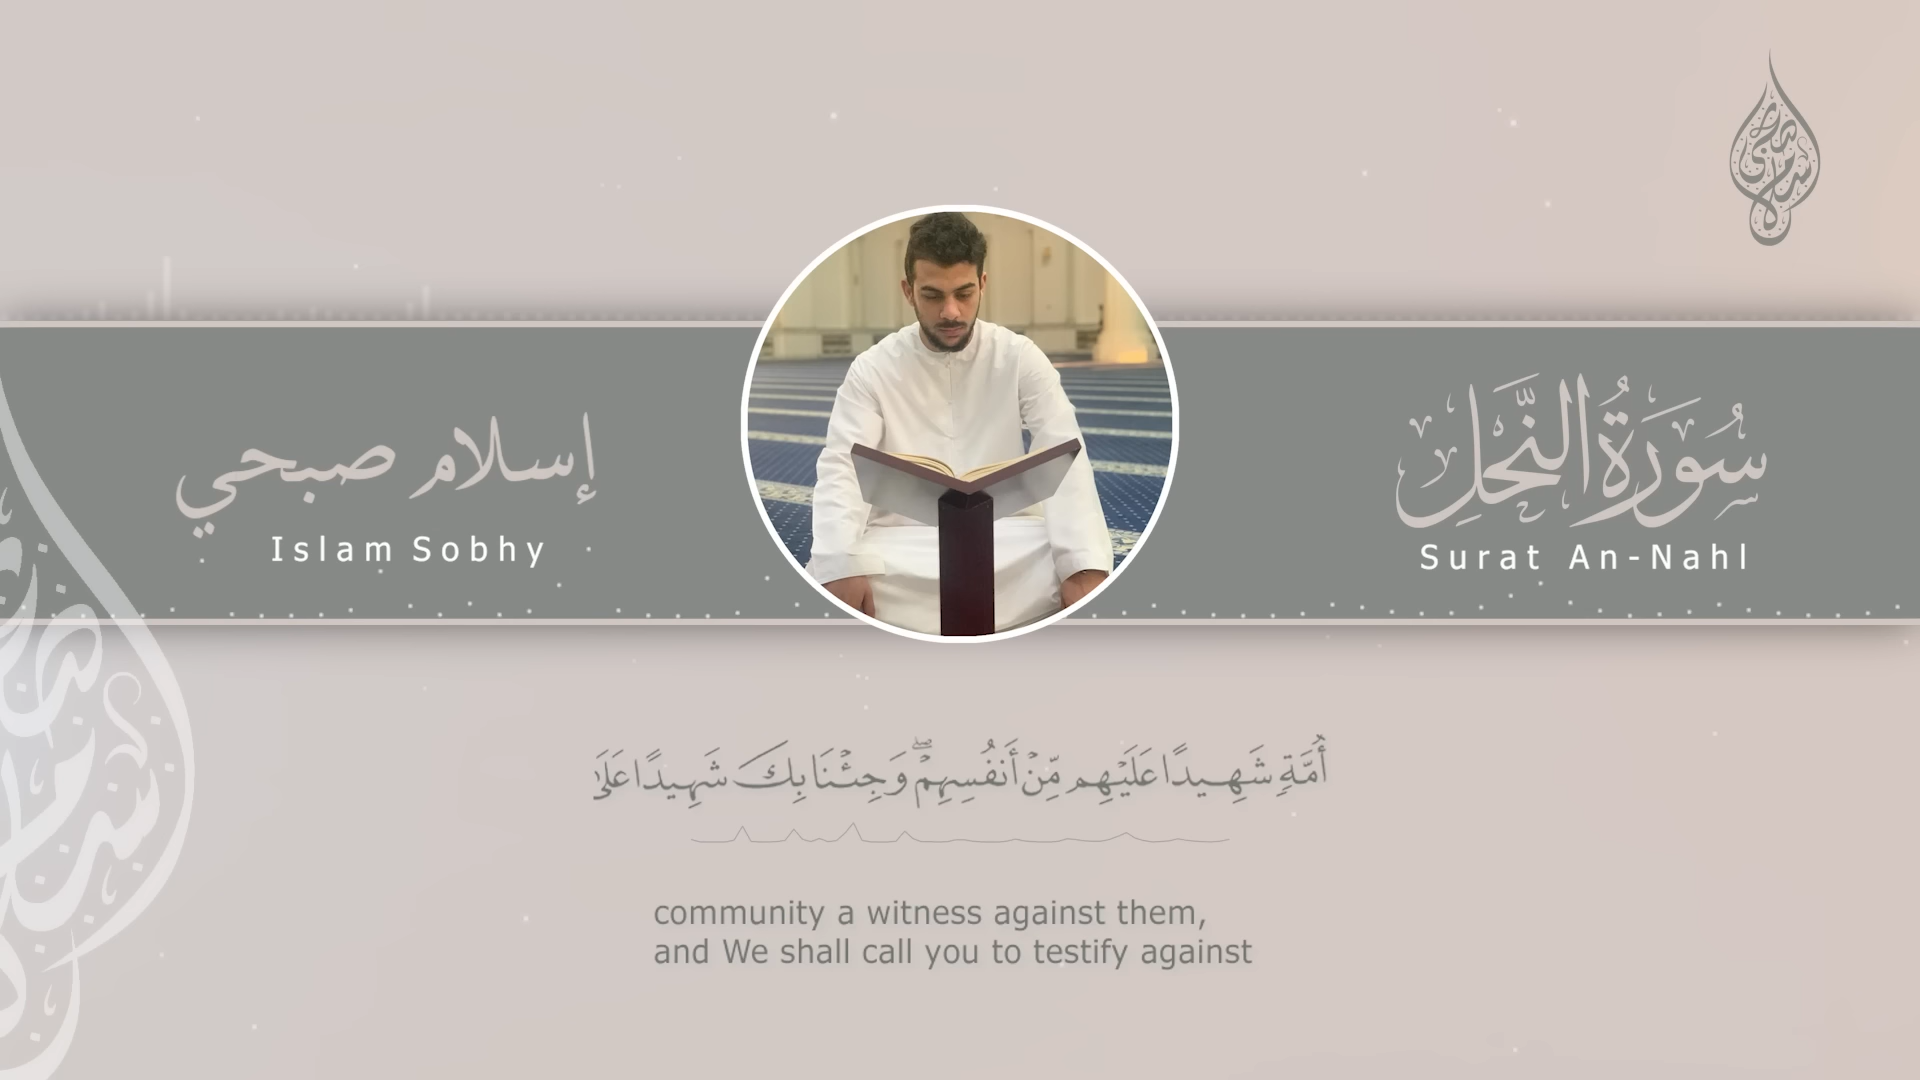 إسلام صبحي
Islam Sobhy
سُورَةُ النَّحل
Surat An-Nahl
أُمَّةٍ شَهِيدًا عَلَيْهِم مِّنْ أَنفُسِهِمْ ۖ وَجِئْنَا بِكَ شَهِيدًا عَلَىٰ
community a witness against them,
and We shall call you to testify against